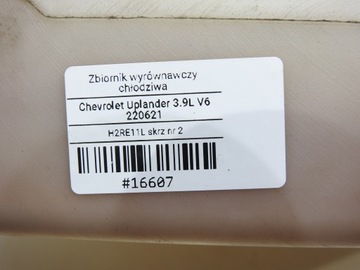 Zbiornik wyrównawczy
chłodziwa
Chevrolet Uplander 3.9L V6
220621
H2RE11L skrz nr 2
#16607